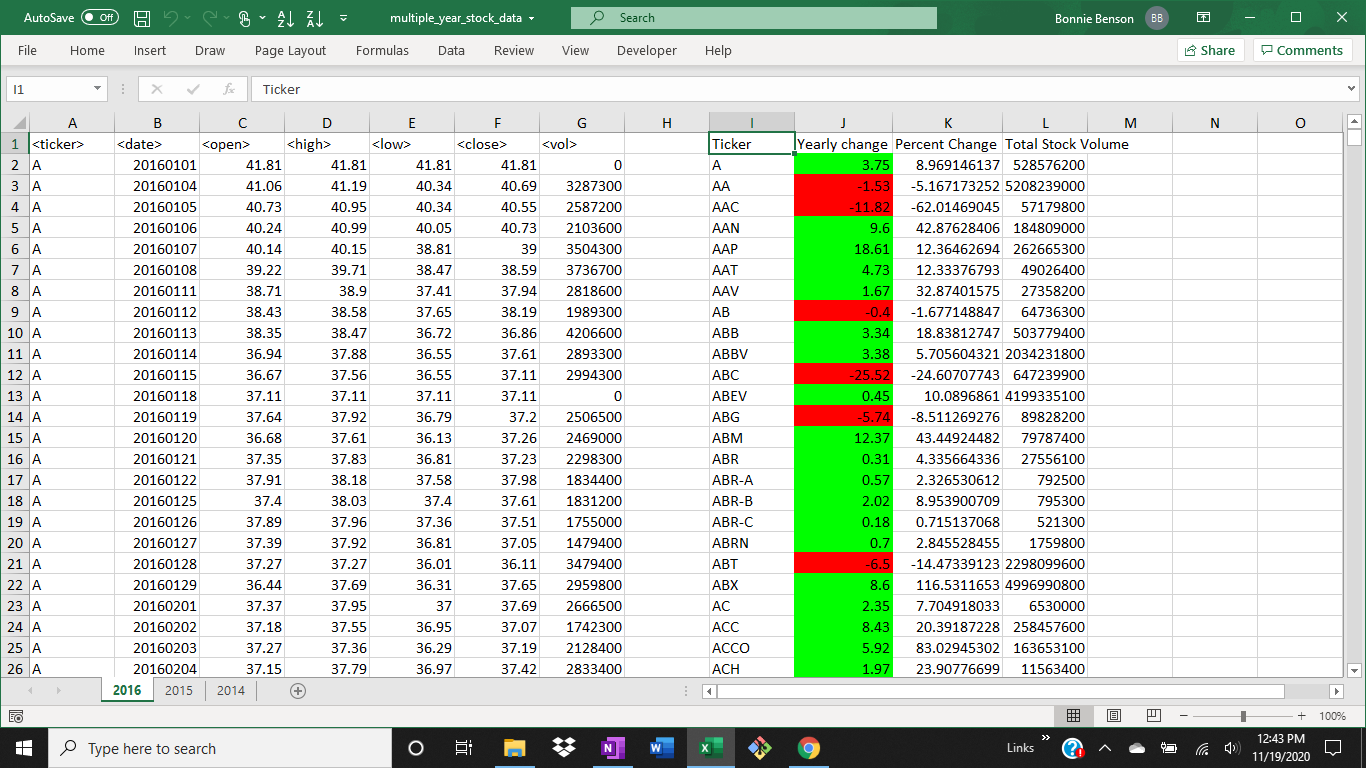 AutoSave Off multiple_year_stock_data Search Bonnie Benson BB
File Home Insert Draw Page Layout Formulas Data Review View Developer Help Share Comments
I1 fx Ticker
A B C D E F G H I J K L M N O
1 <ticker> <date> <open> <high> <low> <close> <vol> Ticker Yearly change Percent Change Total Stock Volume
2 A 20160101 41.81 41.81 41.81 41.81 0 A 3.75 8.969146137 528576200
3 A 20160104 41.06 41.19 40.34 40.69 3287300 AA -1.53 -5.167173252 5208239000
4 A 20160105 40.73 40.95 40.34 40.55 2587200 AAC -11.82 -62.01469045 57179800
5 A 20160106 40.24 40.99 40.05 40.73 2103600 AAN 9.6 42.87628406 184809000
6 A 20160107 40.14 40.15 38.81 39 3504300 AAP 18.61 12.36462694 262665300
7 A 20160108 39.22 39.71 38.47 38.59 3736700 AAT 4.73 12.33376793 49026400
8 A 20160111 38.71 38.9 37.41 37.94 2818600 AAV 1.67 32.87401575 27358200
9 A 20160112 38.43 38.58 37.65 38.19 1989300 AB -0.4 -1.677148847 64736300
10 A 20160113 38.35 38.47 36.72 36.86 4206600 ABB 3.34 18.83812747 503779400
11 A 20160114 36.94 37.88 36.55 37.61 2893300 ABBV 3.38 5.705604321 2034231800
12 A 20160115 36.67 37.56 36.55 37.11 2994300 ABC -25.52 -24.60707743 647239900
13 A 20160118 37.11 37.11 37.11 37.11 0 ABEV 0.45 10.0896861 4199335100
14 A 20160119 37.64 37.92 36.79 37.2 2506500 ABG -5.74 -8.511269276 89828200
15 A 20160120 36.68 37.61 36.13 37.26 2469000 ABM 12.37 43.44924482 79787400
16 A 20160121 37.35 37.83 36.81 37.23 2298300 ABR 0.31 4.335664336 27556100
17 A 20160122 37.91 38.18 37.58 37.98 1834400 ABR-A 0.57 2.326530612 792500
18 A 20160125 37.4 38.03 37.4 37.61 1831200 ABR-B 2.02 8.953900709 795300
19 A 20160126 37.89 37.96 37.36 37.51 1755000 ABR-C 0.18 0.715137068 521300
20 A 20160127 37.39 37.92 36.81 37.05 1479400 ABRN 0.7 2.845528455 1759800
21 A 20160128 37.27 37.27 36.01 36.11 3479400 ABT -6.5 -14.47339123 2298099600
22 A 20160129 36.44 37.69 36.31 37.65 2959800 ABX 8.6 116.5311653 4996990800
23 A 20160201 37.37 37.95 37 37.69 2666500 AC 2.35 7.704918033 6530000
24 A 20160202 37.18 37.55 36.95 37.07 1742300 ACC 8.43 20.39187228 258457600
25 A 20160203 37.27 37.36 36.29 37.19 2128400 ACCO 5.92 83.02945302 163653100
26 A 20160204 37.15 37.79 36.97 37.42 2833400 ACH 1.97 23.90776699 11563400
2016 2015 2014
100%
Type here to search Links 12:43 PM
11/19/2020